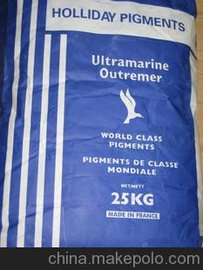 HOLLIDAY PIGMENTS
Ultramarine
Outremer
WORLD CLASS
PIGMENTS
PIGMENTS DE CLASSE
MONDIALE
NET/NETT
25KG
MADE IN FRANCE
china.makepolo.com